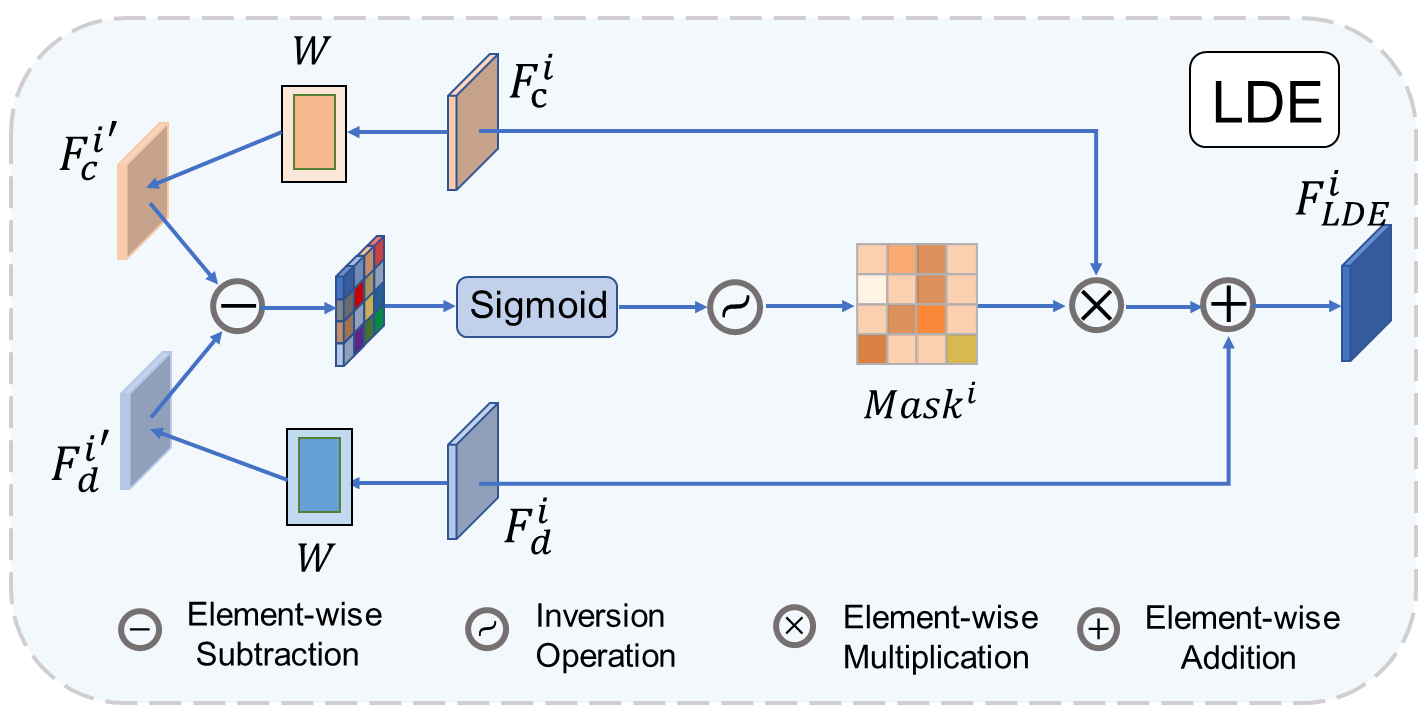 W
F_c^i
LDE
F_c^{i'}
F_{LDE}^i
Sigmoid
Mask^i
F_d^{i'}
F_d^i
W
Element-wise
Subtraction
Inversion
Operation
Element-wise
Multiplication
Element-wise
Addition